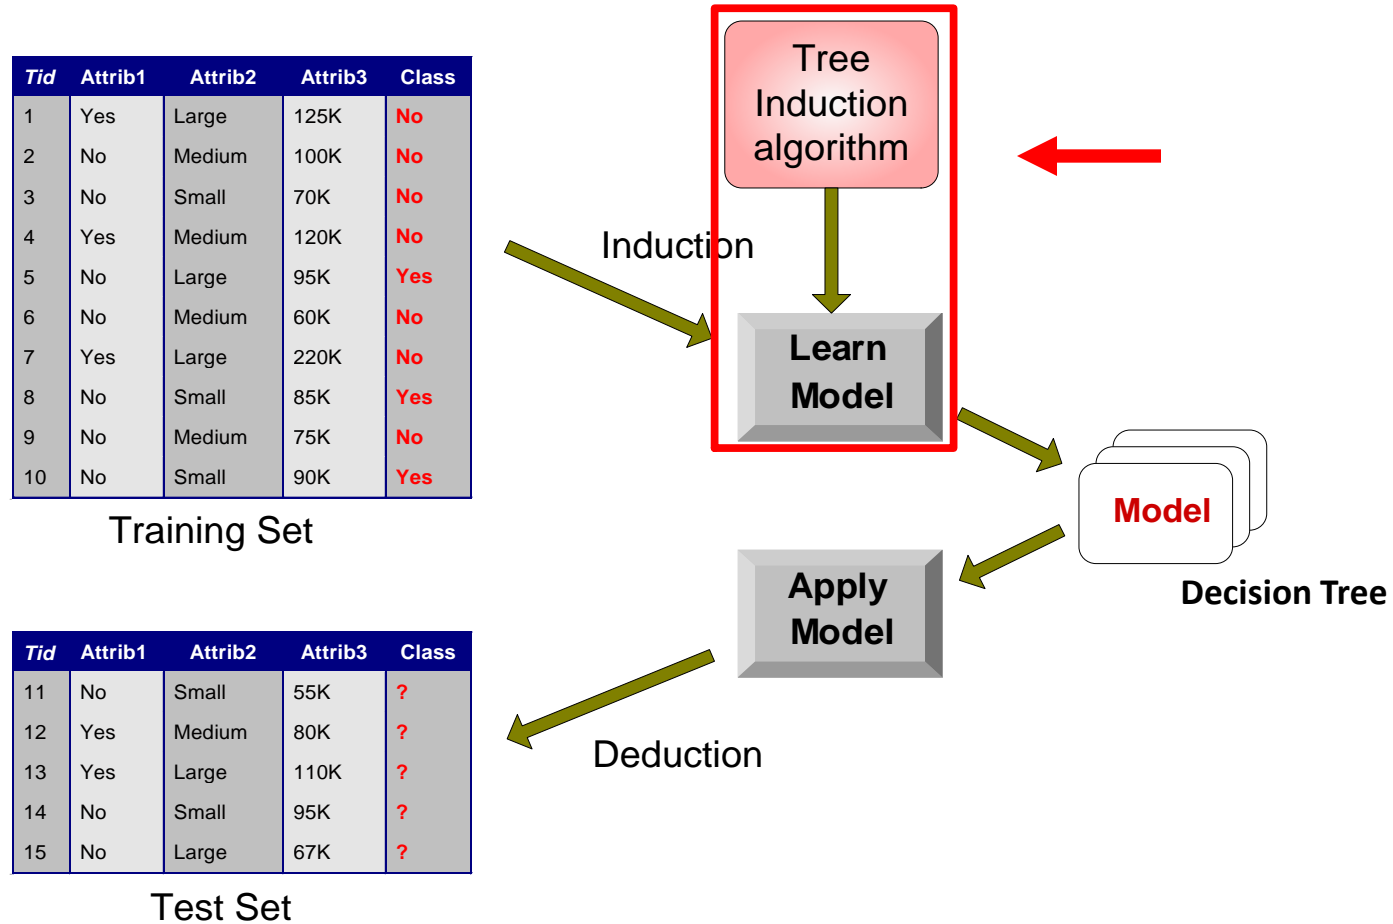 Tid Attrib1 Attrib2 Attrib3 Class
1 Yes Large 125K No
2 No Medium 100K No
3 No Small 70K No
4 Yes Medium 120K No
5 No Large 95K Yes
6 No Medium 60K No
7 Yes Large 220K No
8 No Small 85K Yes
9 No Medium 75K No
10 No Small 90K Yes
Training Set
Tree
Induction
algorithm
Induction
Learn
Model
Model
Decision Tree
Apply
Model
Deduction
Tid Attrib1 Attrib2 Attrib3 Class
11 No Small 55K ?
12 Yes Medium 80K ?
13 Yes Large 110K ?
14 No Small 95K ?
15 No Large 67K ?
Test Set